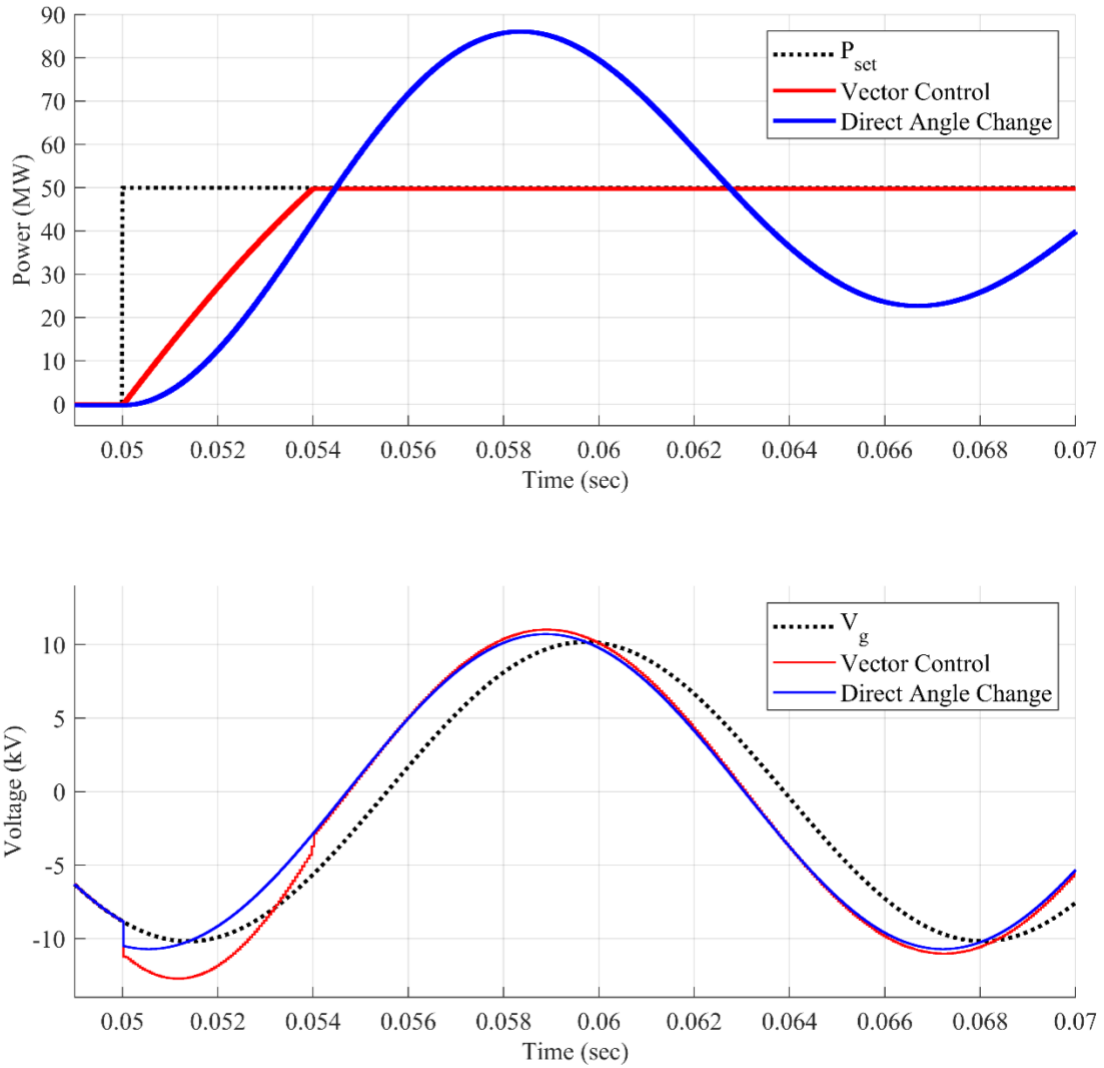 90
80
70
60
50
40
30
20
10
0
Power (MW)
P_set
Vector Control
Direct Angle Change
0.05 0.052 0.054 0.056 0.058 0.06 0.062 0.064 0.066 0.068 0.07
Time (sec)
10
5
0
-5
-10
Voltage (kV)
V_g
Vector Control
Direct Angle Change
0.05 0.052 0.054 0.056 0.058 0.06 0.062 0.064 0.066 0.068 0.07
Time (sec)